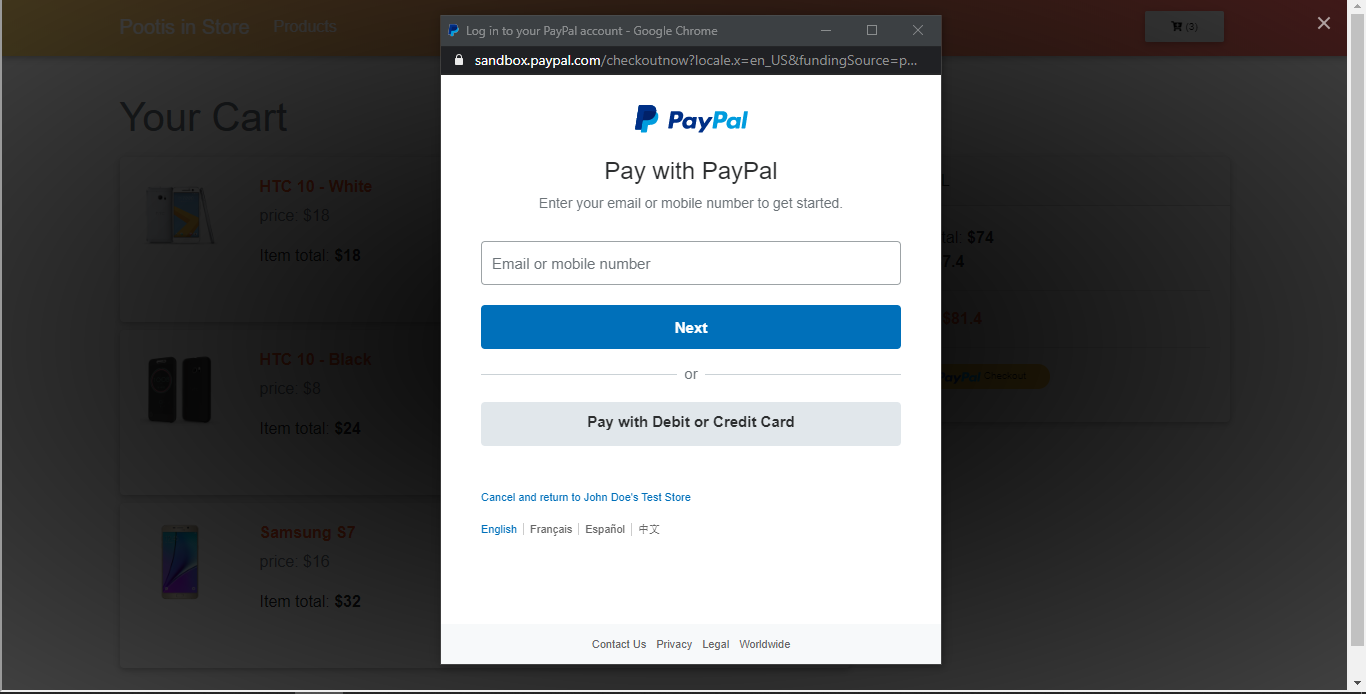 Pootis in Store
Products
(3)
Your Cart
HTC 10 - White
price: $18
Item total: $18
HTC 10 - Black
price: $8
Item total: $24
Samsung S7
price: $16
Item total: $32
Log in to your PayPal account - Google Chrome
sandbox.paypal.com/checkoutnow?locale.x=en_US&fundingSource=p...
PayPal
Pay with PayPal
Enter your email or mobile number to get started.
Email or mobile number
Next
or
Pay with Debit or Credit Card
Cancel and return to John Doe's Test Store
English Français Español 中文
Contact Us Privacy Legal Worldwide
L
tal: $74
7.4
$81.4
PayPal Checkout